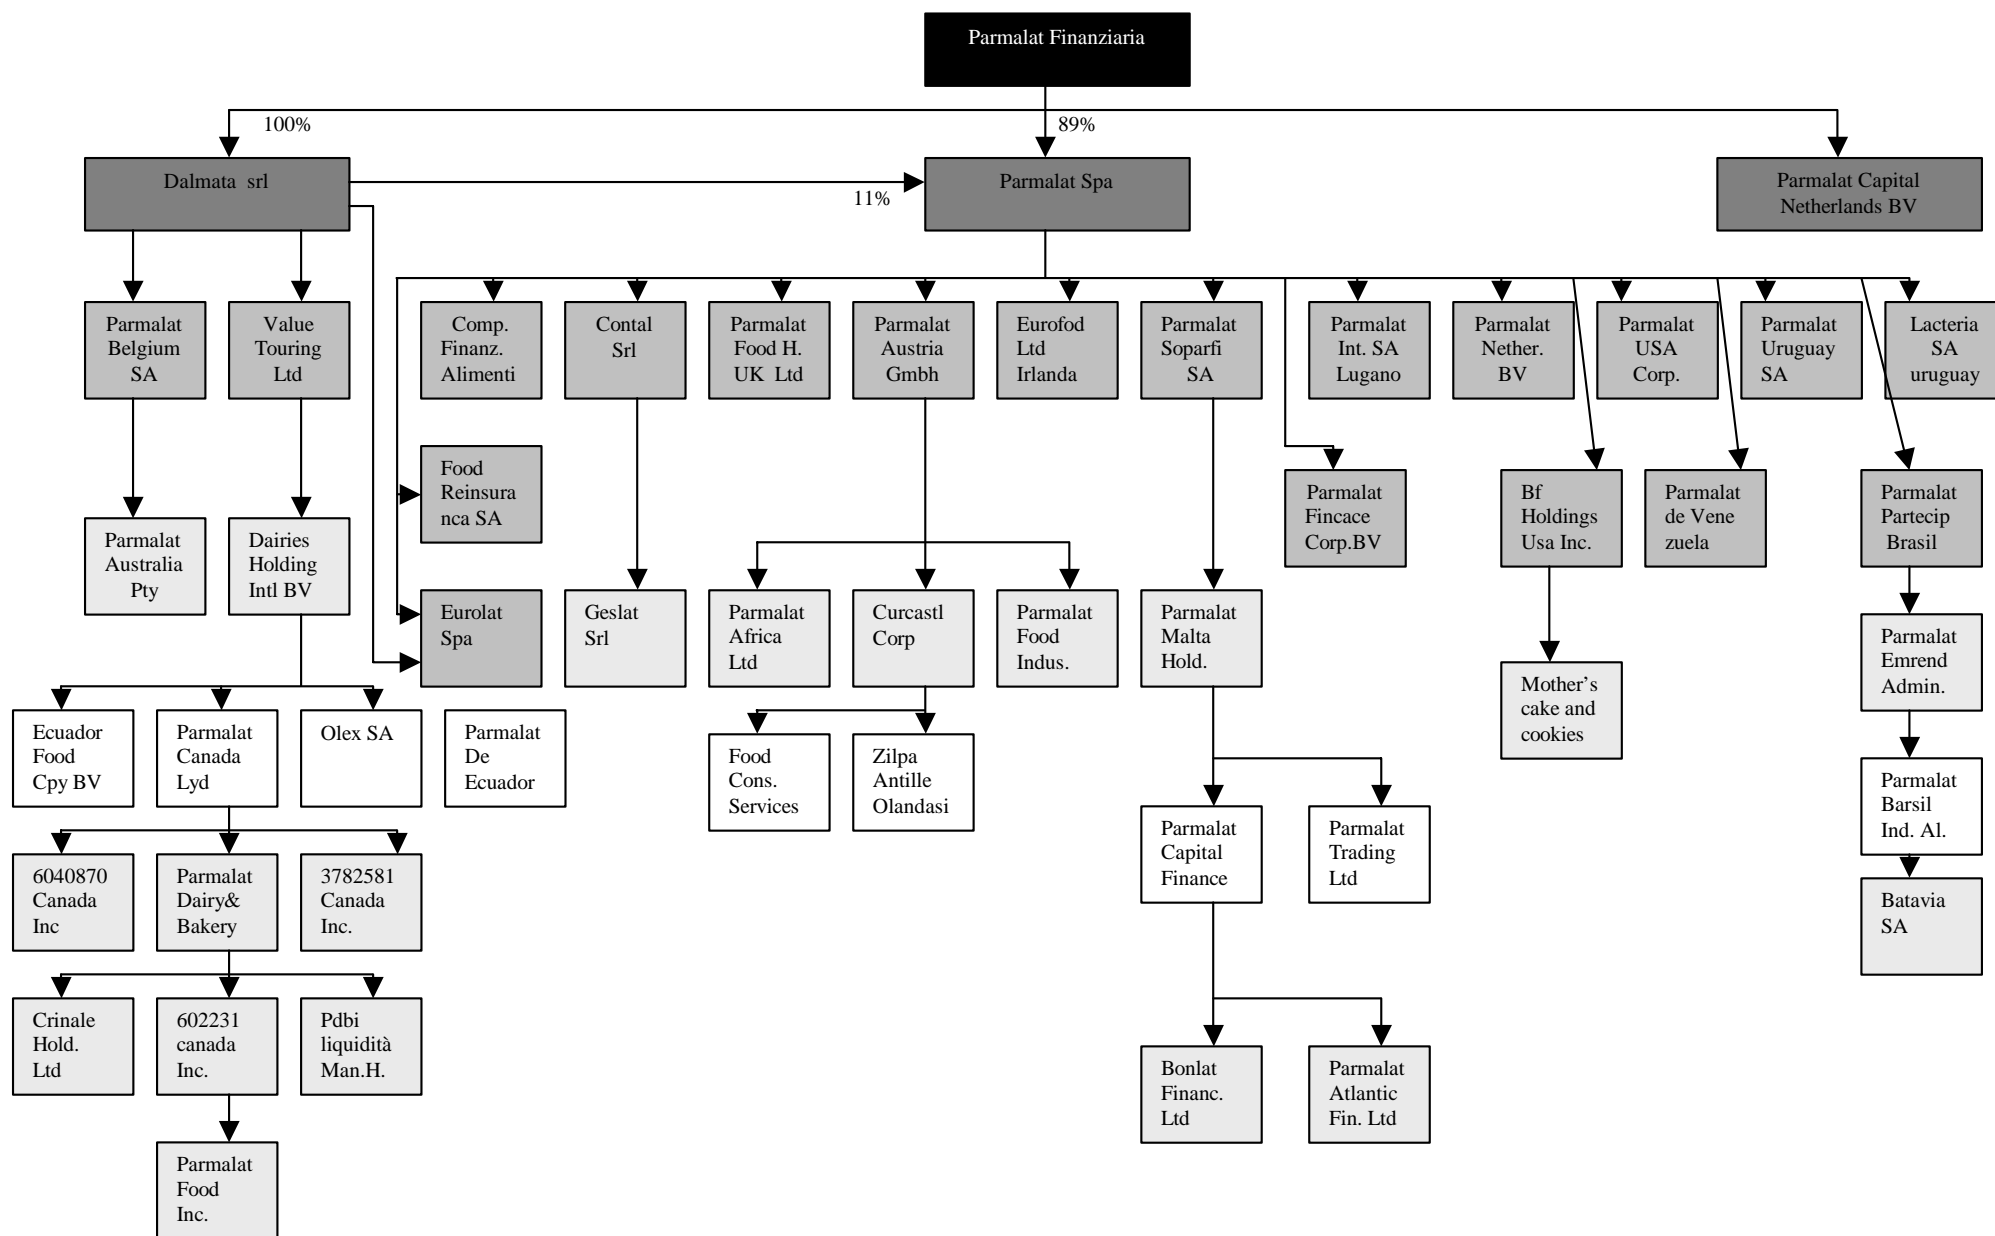 Parmalat Finanziaria
100%
89%
Dalmata srl
Parmalat Spa
Parmalat Capital
Netherlands BV
11%
Parmalat
Belgium
SA
Value
Touring
Ltd
Comp.
Finanz.
Alimenti
Contal
Srl
Parmalat
Food H.
UK Ltd
Parmalat
Austria
Gmbh
Eurofod
Ltd
Irlanda
Parmalat
Soparfi
SA
Parmalat
Int. SA
Lugano
Parmalat
Nether.
BV
Parmalat
USA
Corp.
Parmalat
Uruguay
SA
Lacteria
SA
uruguay
Food
Reinsura
nca SA
Parmalat
Fincace
Corp.BV
Bf
Holdings
Usa Inc.
Parmalat
de Vene
zuela
Parmalat
Partecip
Brasil
Parmalat
Australia
Pty
Dairies
Holding
Intl BV
Eurolat
Spa
Geslat
Srl
Parmalat
Africa
Ltd
Curcastl
Corp
Parmalat
Food
Indus.
Parmalat
Malta
Hold.
Parmalat
Emrend
Admin.
Mother’s
cake and
cookies
Ecuador
Food
Cpy BV
Parmalat
Canada
Lyd
Olex SA
Parmalat
De
Ecuador
Food
Cons.
Services
Zilpa
Antille
Olandasi
Parmalat
Barsil
Ind. Al.
Parmalat
Capital
Finance
Parmalat
Trading
Ltd
6040870
Canada
Inc
Parmalat
Dairy&
Bakery
3782581
Canada
Inc.
Batavia
SA
Crinale
Hold.
Ltd
602231
canada
Inc.
Pdbi
liquidità
Man.H.
Bonlat
Financ.
Ltd
Parmalat
Atlantic
Fin. Ltd
Parmalat
Food
Inc.